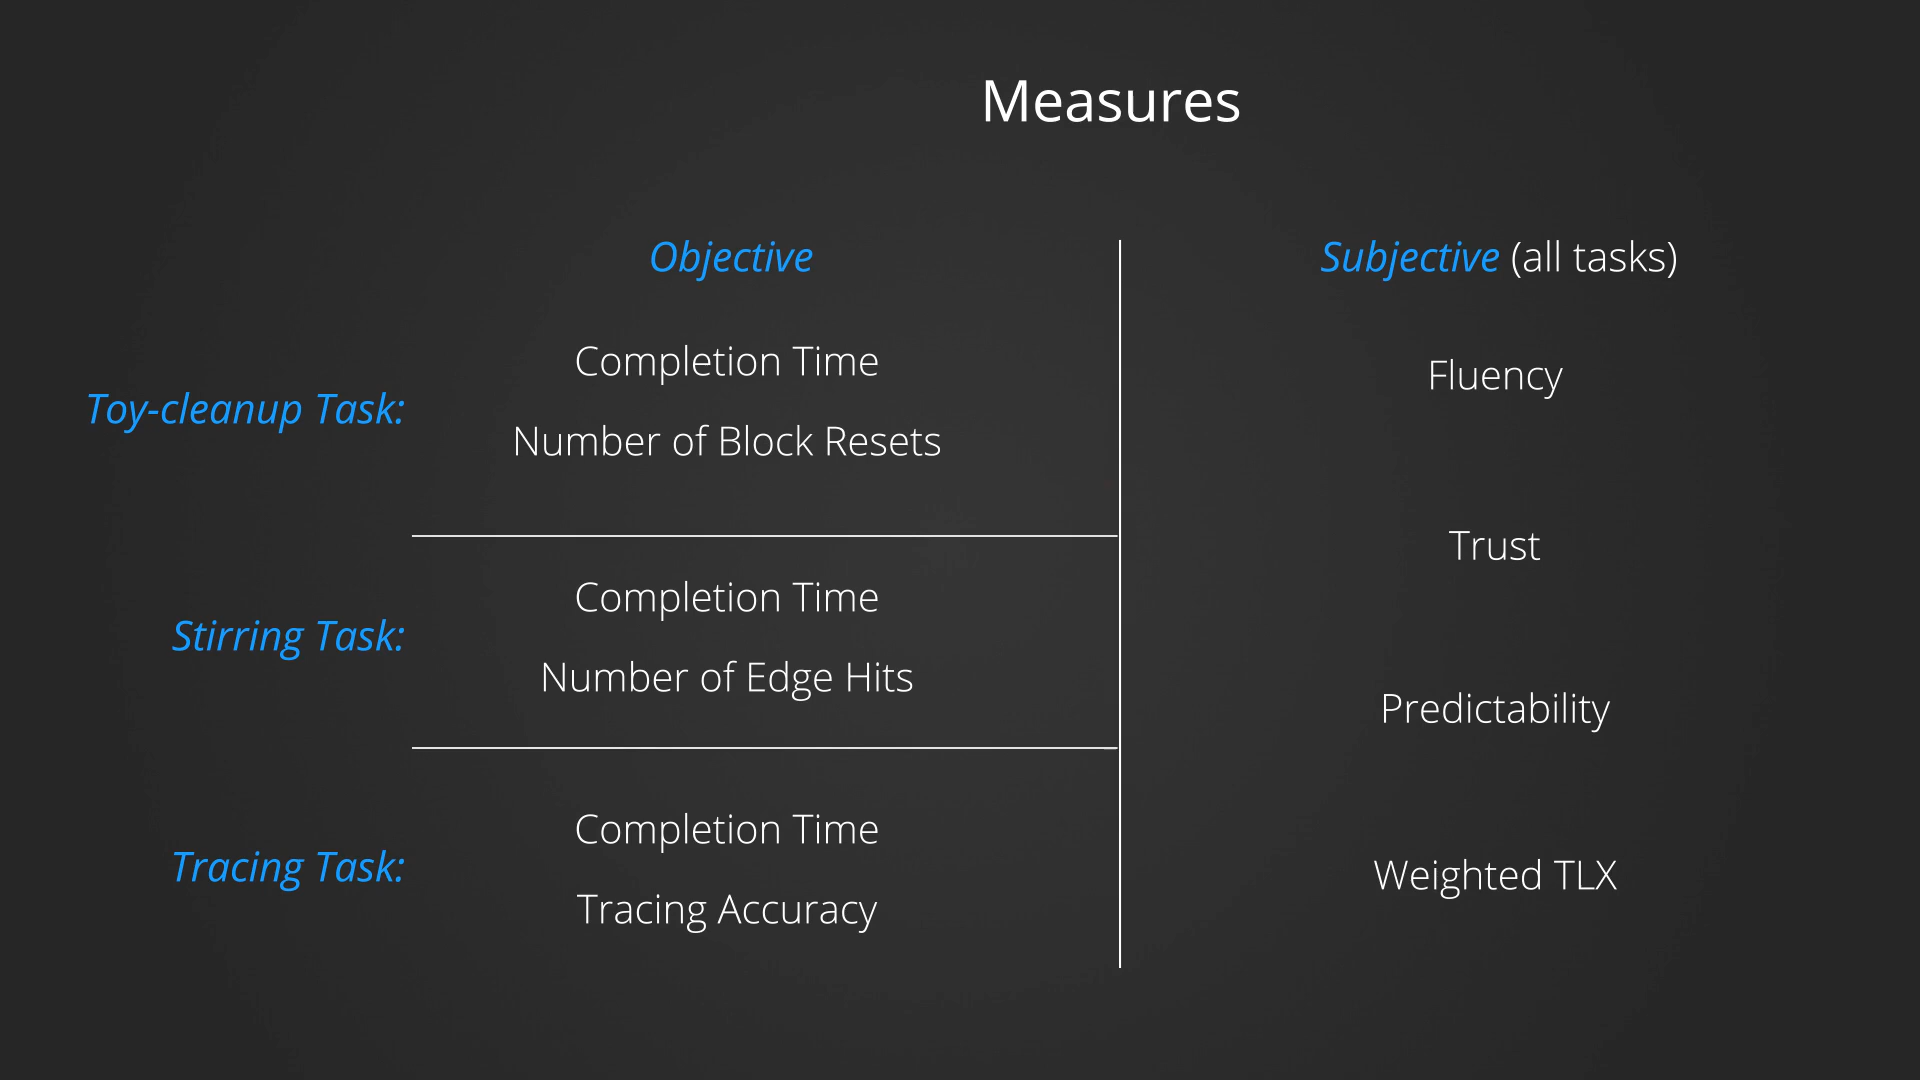 Measures
Objective
Toy-cleanup Task:
Completion Time
Number of Block Resets
Stirring Task:
Completion Time
Number of Edge Hits
Tracing Task:
Completion Time
Tracing Accuracy
Subjective (all tasks)
Fluency
Trust
Predictability
Weighted TLX